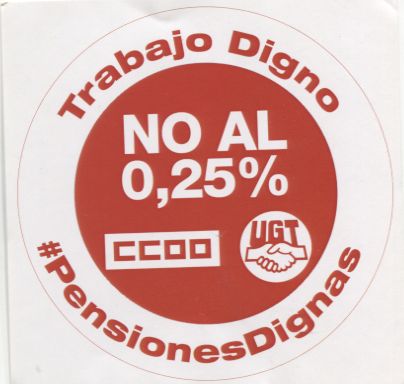 Trabajo Digno
NO AL
0,25%
CCOO
UGT
#PensionesDignas